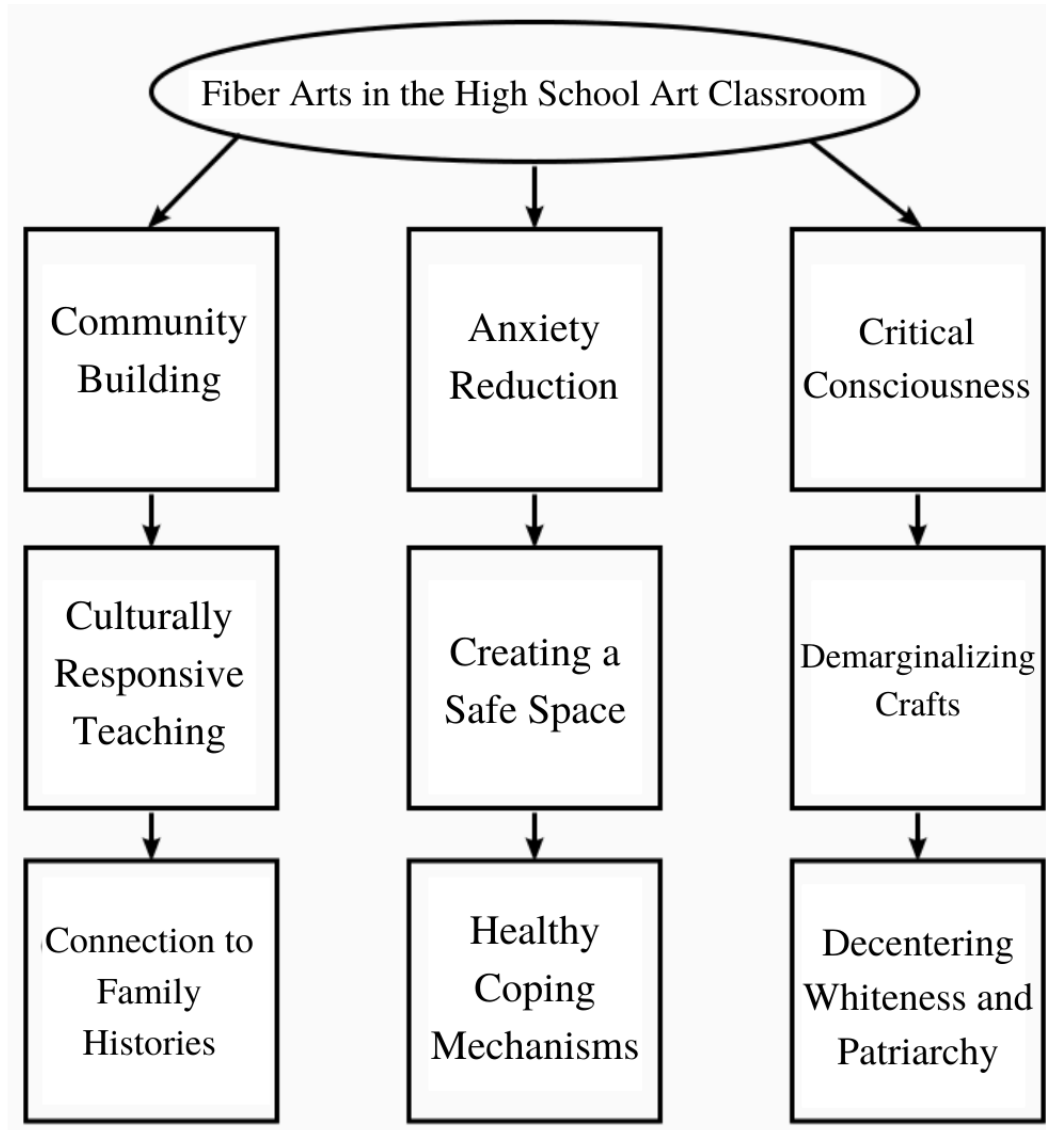 Fiber Arts in the High School Art Classroom
Community
Building
Anxiety
Reduction
Critical
Consciousness
Culturally
Responsive
Teaching
Creating a
Safe Space
Demarginalizing
Crafts
Connection to
Family
Histories
Healthy
Coping
Mechanisms
Decentering
Whiteness and
Patriarchy